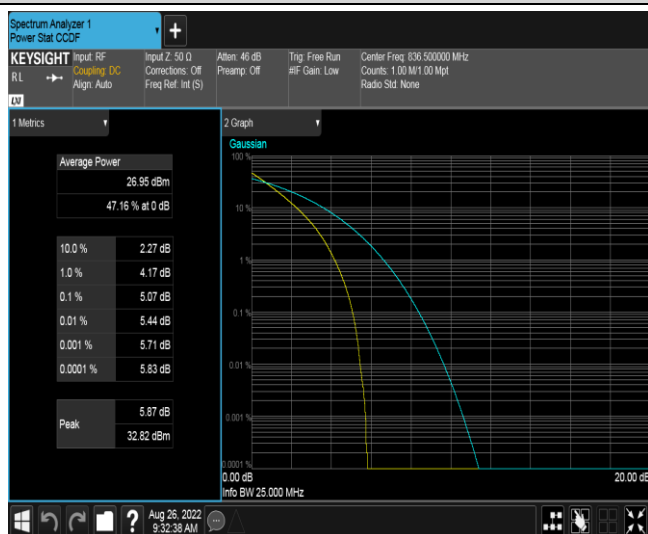 Spectrum Analyzer 1
Power Stat CCDF
KEYSIGHT
RL
LXI
Input: RF
Coupling: DC
Align: Auto
Input Z: 50 Ω
Corrections: Off
Freq Ref: Int (S)
Atten: 46 dB
Preamp: Off
Trig: Free Run
#IF Gain: Low
Center Freq: 836.500000 MHz
Counts: 1.00 M/1.00 Mpt
Radio Std: None
1 Metrics
Average Power
26.95 dBm
47.16 % at 0 dB
10.0 % 2.27 dB
1.0 % 4.17 dB
0.1 % 5.07 dB
0.01 % 5.44 dB
0.001 % 5.71 dB
0.0001 % 5.83 dB
Peak
5.87 dB
32.82 dBm
2 Graph
Gaussian
100 %
10 %
1 %
0.1 %
0.01 %
0.001 %
0.0001 %
0.00 dB
20.00 dB
Info BW 25.000 MHz
Aug 26, 2022
9:32:38 AM